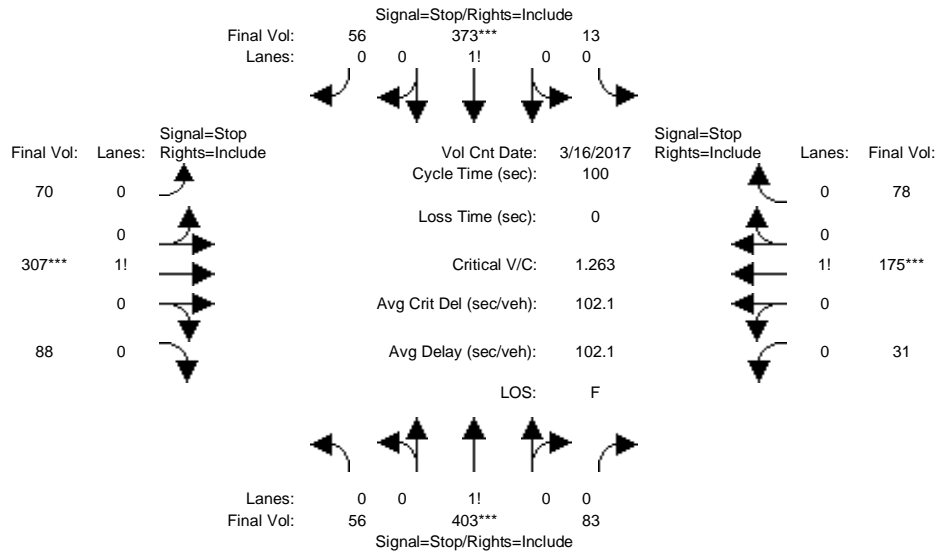 Signal=Stop/Rights=Include
Final Vol: 56 373*** 13
Lanes: 0 0 1! 0 0
Signal=Stop
Final Vol: Lanes: Rights=Include
Vol Cnt Date: 3/16/2017
Signal=Stop
Rights=Include Lanes: Final Vol:
Cycle Time (sec): 100
70 0
0 78
Loss Time (sec): 0
0
0
307*** 1!
Critical V/C: 1.263
1! 175***
0
Avg Crit Del (sec/veh): 102.1
0
88 0
Avg Delay (sec/veh): 102.1
0 31
LOS: F
Lanes: 0 0 1! 0 0
Final Vol: 56 403*** 83
Signal=Stop/Rights=Include